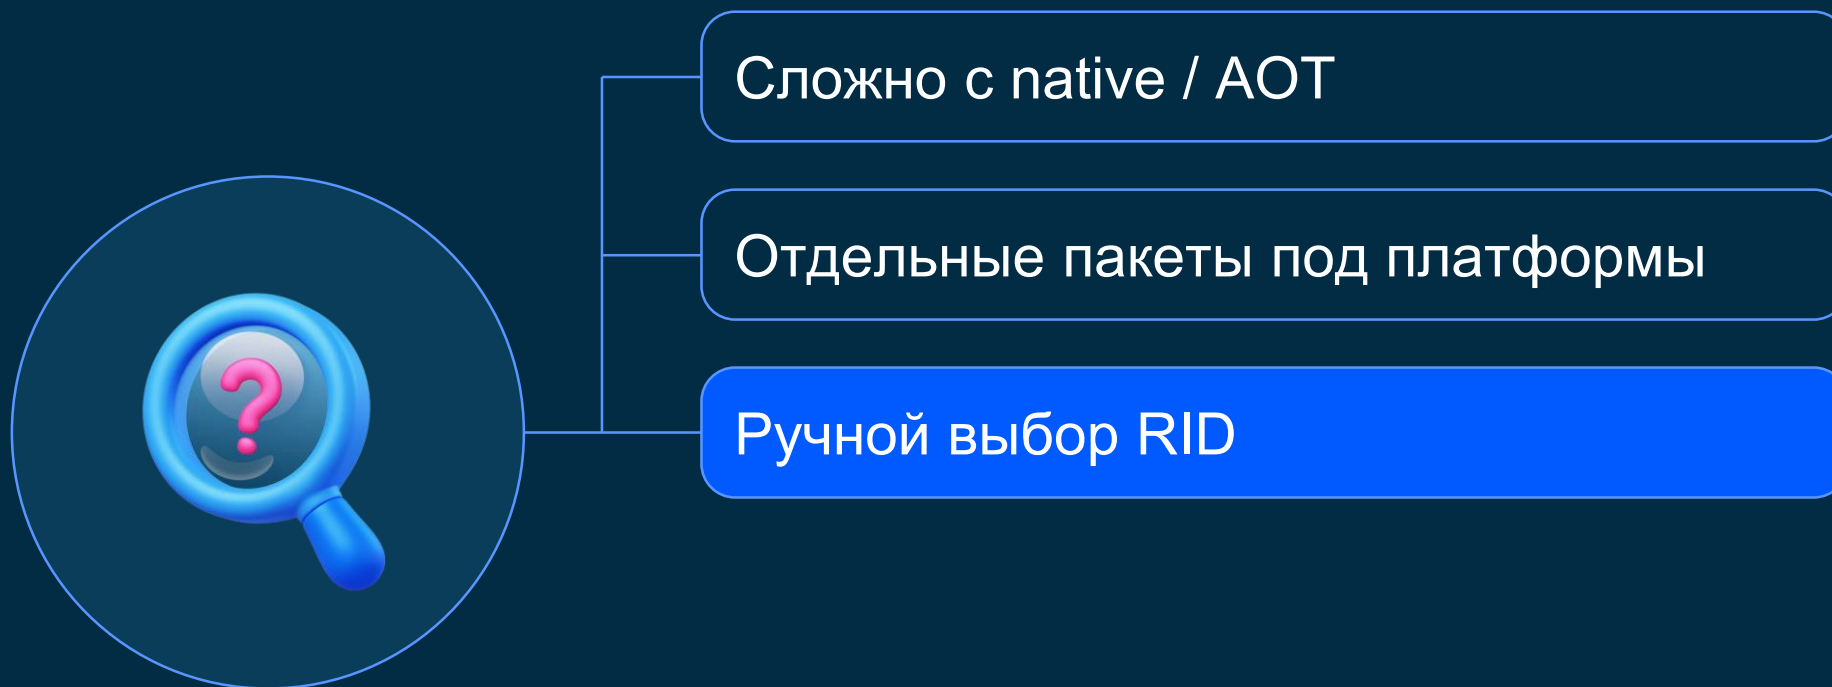 Сложно с native / AOT
Отдельные пакеты под платформы
Ручной выбор RID